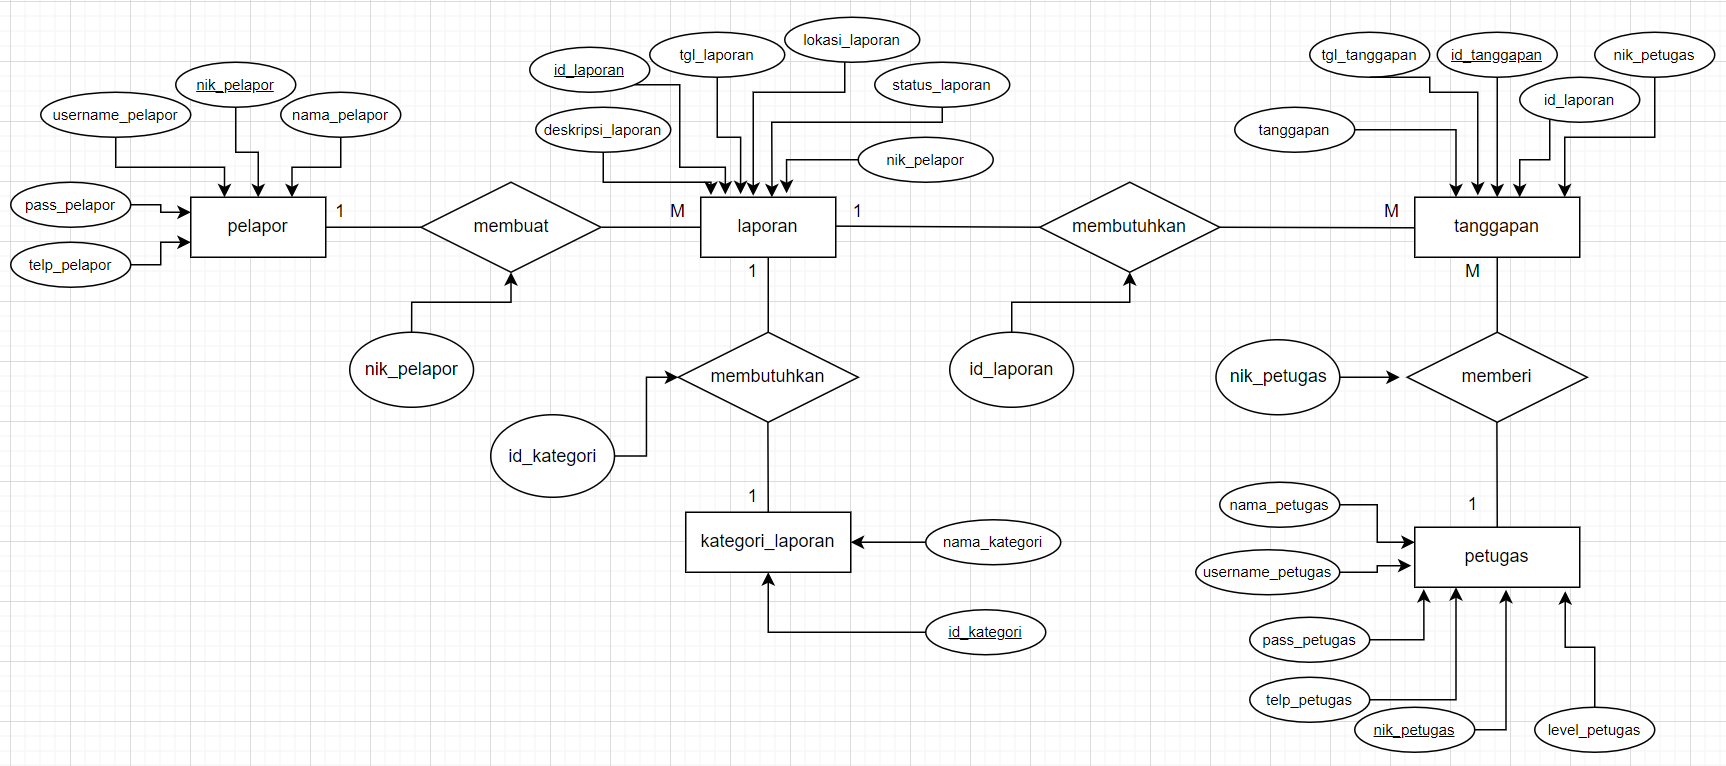 lokasi_laporan
tgl_laporan
id_laporan
status_laporan
deskripsi_laporan
nik_pelapor
nik_pelapor
username_pelapor
nama_pelapor
pass_pelapor
telp_pelapor
tgl_tanggapan
id_tanggapan
nik_petugas
id_laporan
tanggapan
pelapor
1
membuat
M
laporan
1
membutuhkan
M
tanggapan
1
M
nik_pelapor
membutuhkan
id_laporan
nik_petugas
memberi
id_kategori
1
1
kategori_laporan
nama_kategori
id_kategori
nama_petugas
petugas
username_petugas
pass_petugas
telp_petugas
nik_petugas
level_petugas